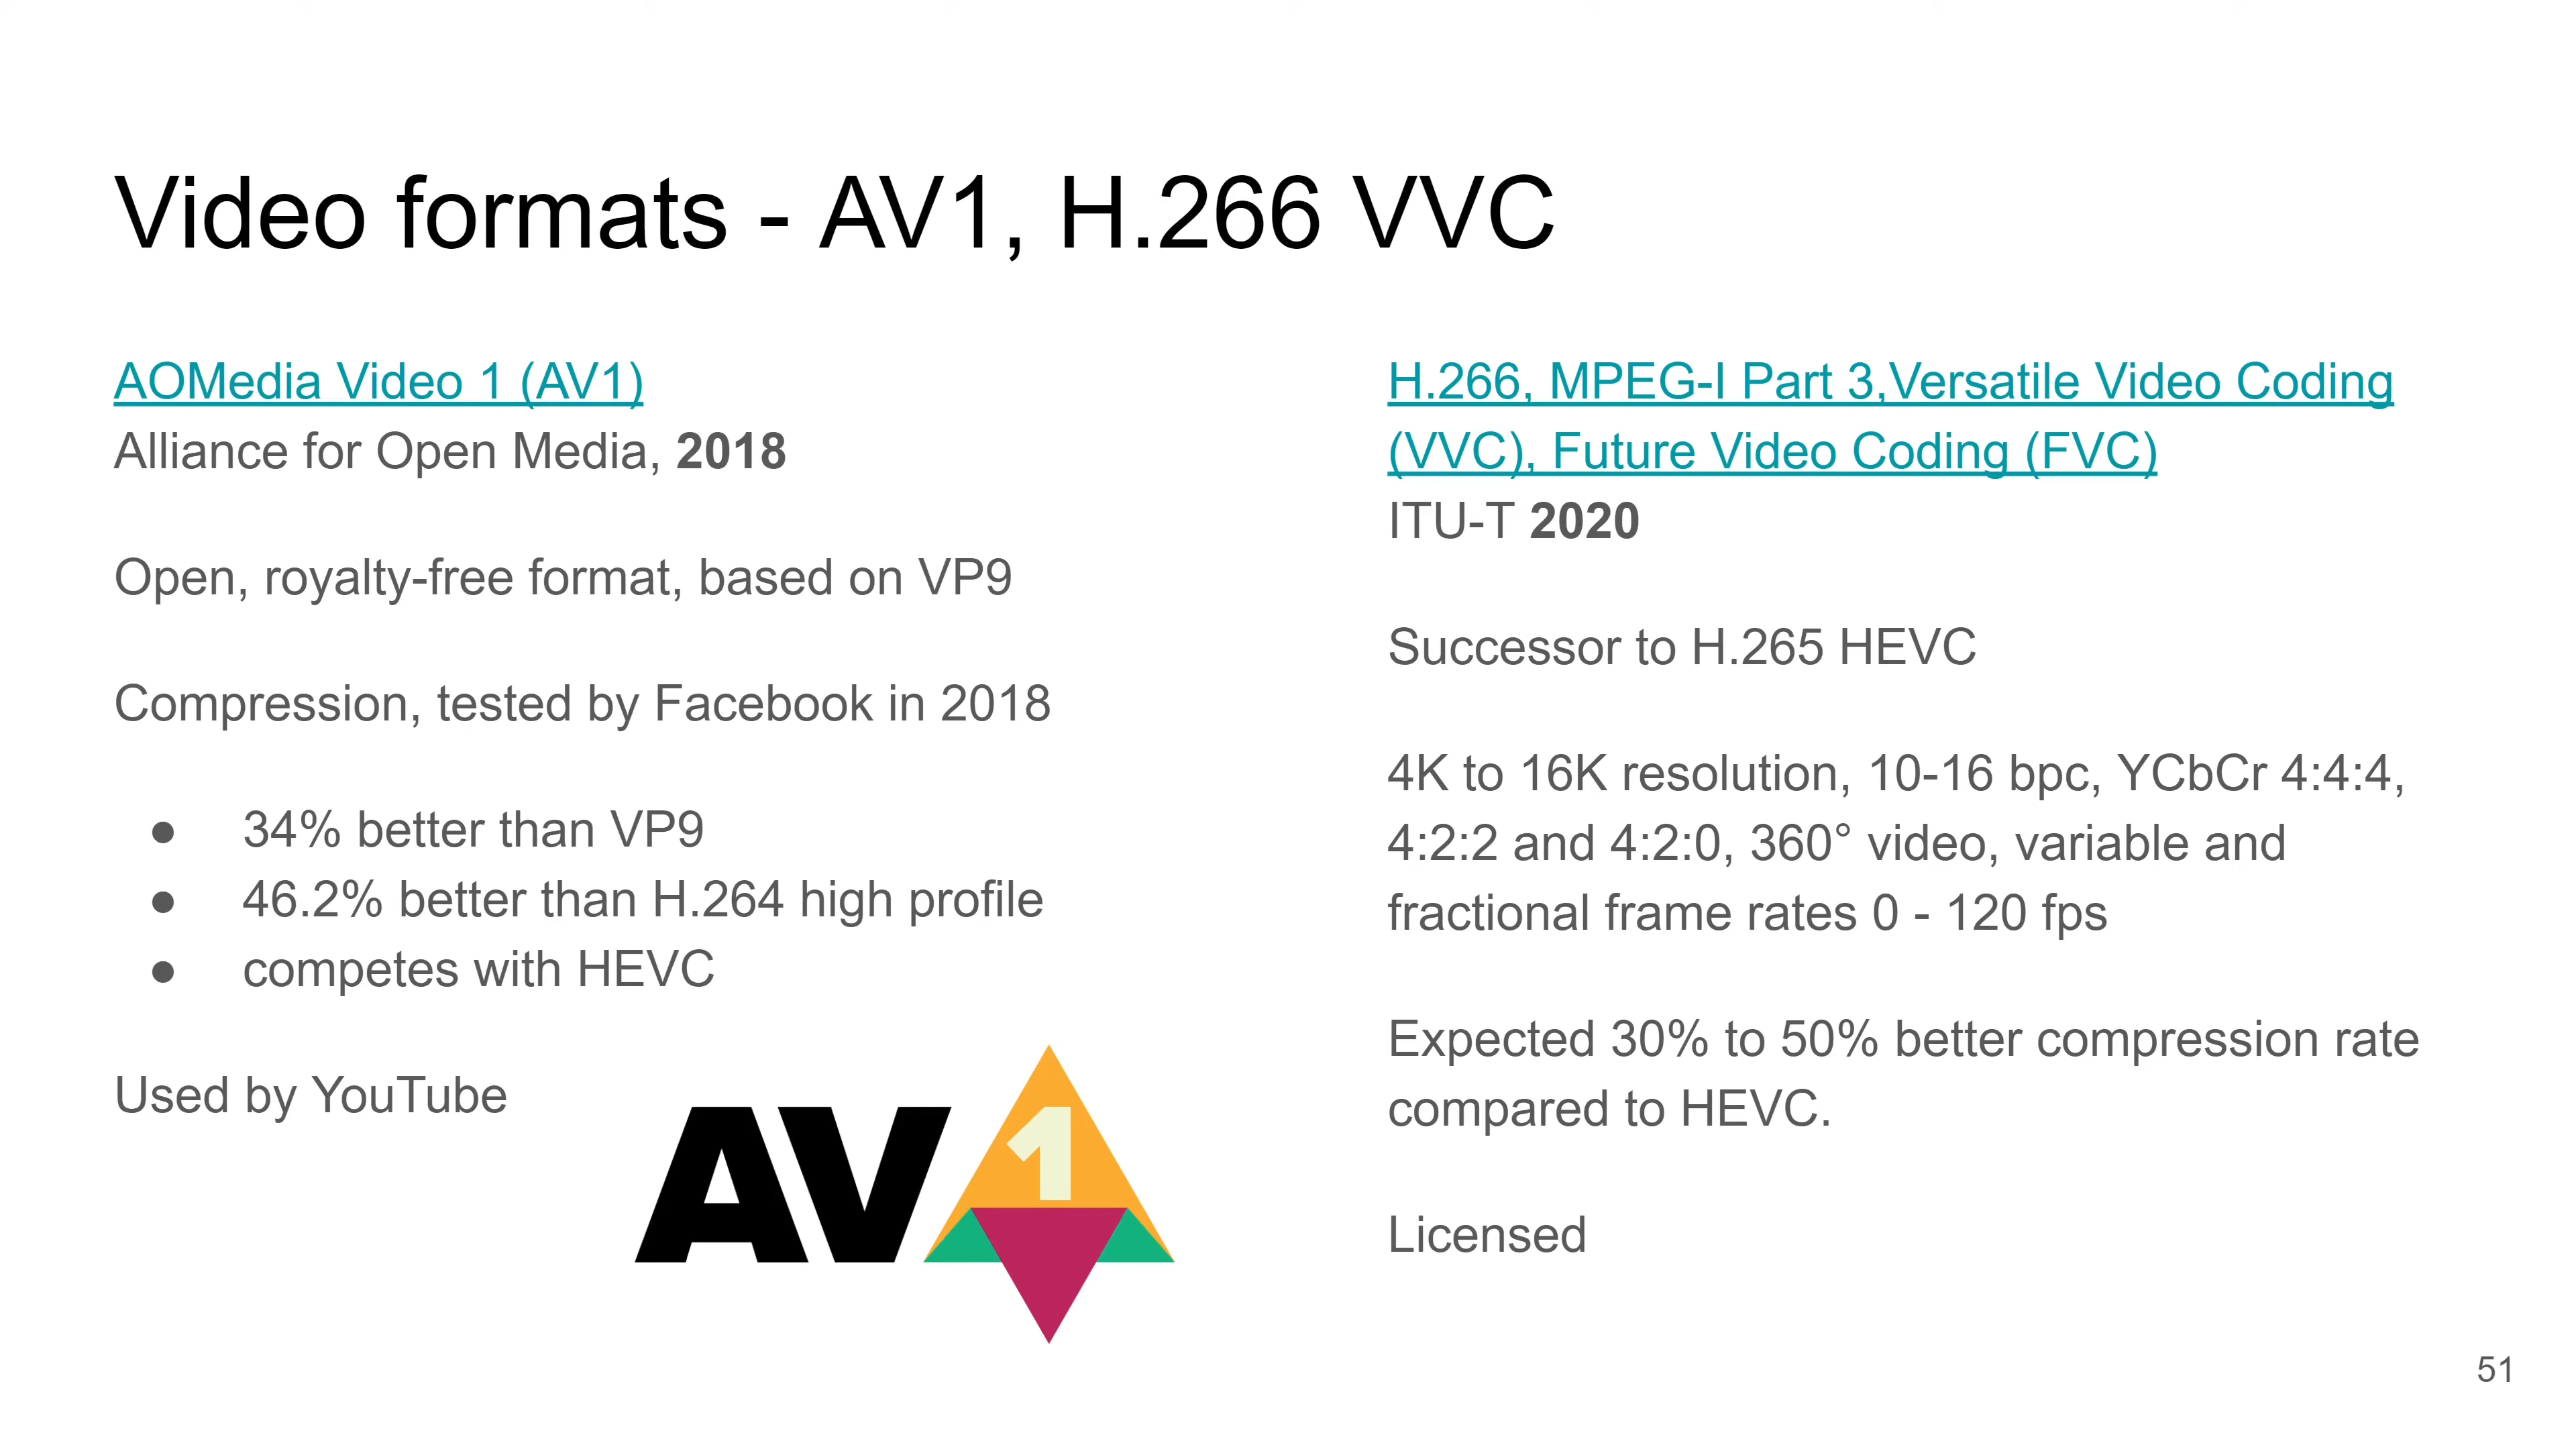 Video formats - AV1, H.266 VVC
AOMedia Video 1 (AV1)
Alliance for Open Media, 2018
Open, royalty-free format, based on VP9
Compression, tested by Facebook in 2018
● 34% better than VP9
● 46.2% better than H.264 high profile
● competes with HEVC
Used by YouTube
AV1
H.266, MPEG-I Part 3,Versatile Video Coding
(VVC), Future Video Coding (FVC)
ITU-T 2020
Successor to H.265 HEVC
4K to 16K resolution, 10-16 bpc, YCbCr 4:4:4,
4:2:2 and 4:2:0, 360° video, variable and
fractional frame rates 0 - 120 fps
Expected 30% to 50% better compression rate
compared to HEVC.
Licensed
51